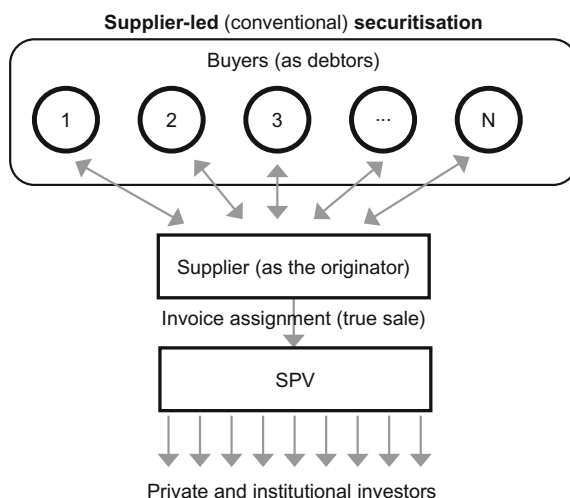 Supplier-led (conventional) securitisation
Buyers (as debtors)
1 2 3 ... N
Supplier (as the originator)
Invoice assignment (true sale)
SPV
Private and institutional investors